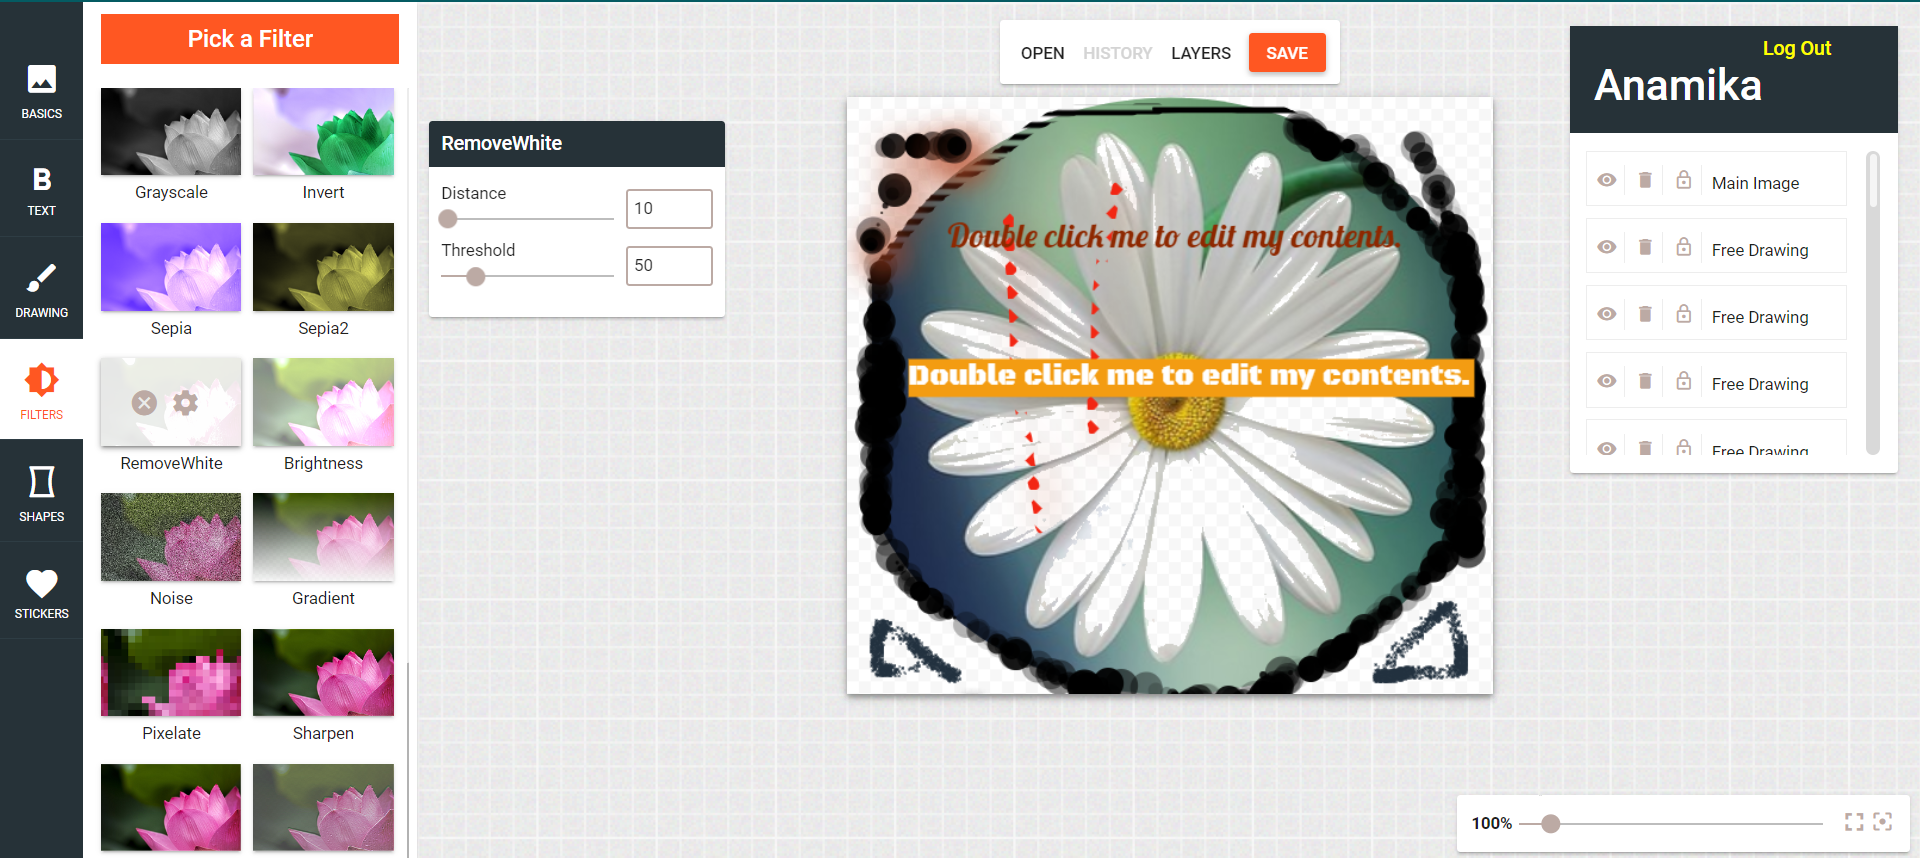 BASICS
TEXT
DRAWING
FILTERS
SHAPES
STICKERS
Pick a Filter
Grayscale
Invert
Sepia
Sepia2
RemoveWhite
Brightness
Noise
Gradient
Pixelate
Sharpen
RemoveWhite
Distance
10
Threshold
50
OPEN HISTORY LAYERS SAVE
Double click me to edit my contents.
Double click me to edit my contents.
Log Out
Anamika
Main Image
Free Drawing
Free Drawing
Free Drawing
Free Drawing
100%